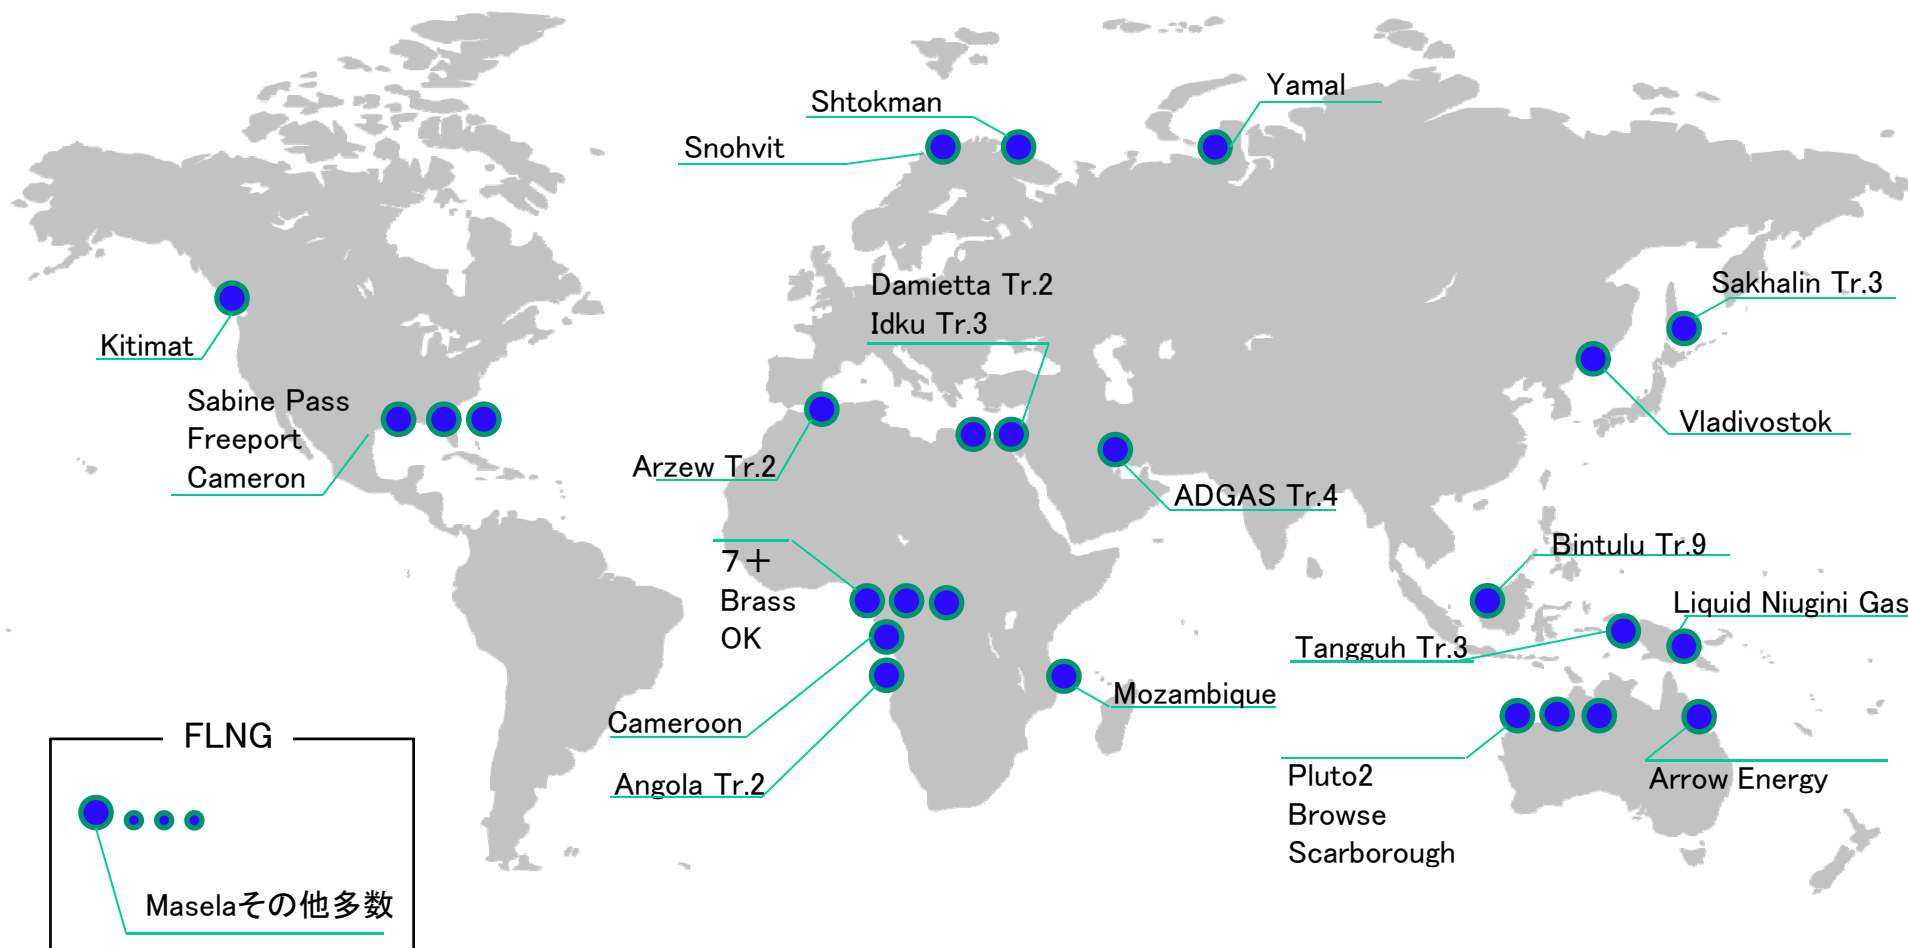 Yamal
Shtokman
Snohvit
Damietta Tr.2
Idku Tr.3
Sakhalin Tr.3
Kitimat
Sabine Pass
Freeport
Cameron
Vladivostok
Arzew Tr.2
ADGAS Tr.4
7＋
Brass
OK
Bintulu Tr.9
Liquid Niugini Gas
Tangguh Tr.3
Mozambique
Cameroon
Angola Tr.2
Pluto2
Browse
Scarborough
Arrow Energy
FLNG
Maselaその他多数